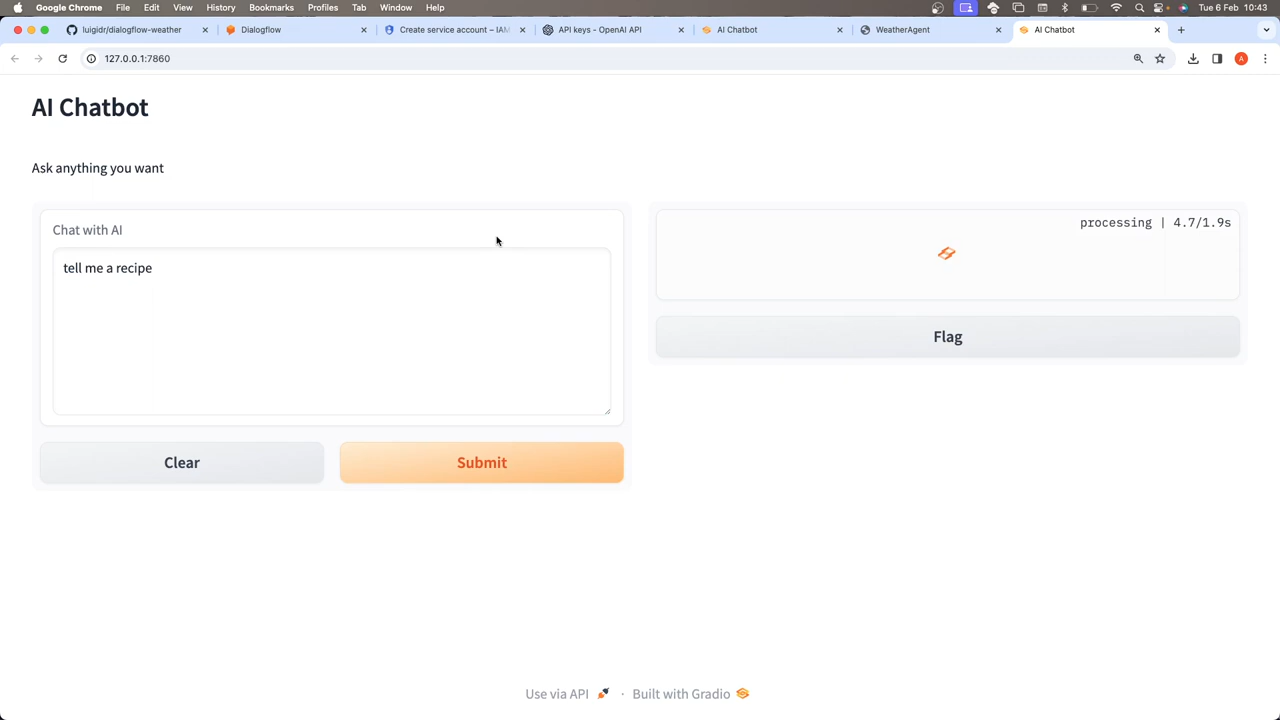 Google Chrome File Edit View History Bookmarks Profiles Tab Window Help Tue 6 Feb 10:43
luigidr/dialogflow-weather Dialogflow Create service account – IAM API keys - OpenAI API AI Chatbot WeatherAgent AI Chatbot
127.0.0.1:7860 A
AI Chatbot
Ask anything you want
Chat with AI
tell me a recipe
Clear
Submit
processing | 4.7/1.9s
Flag
Use via API · Built with Gradio